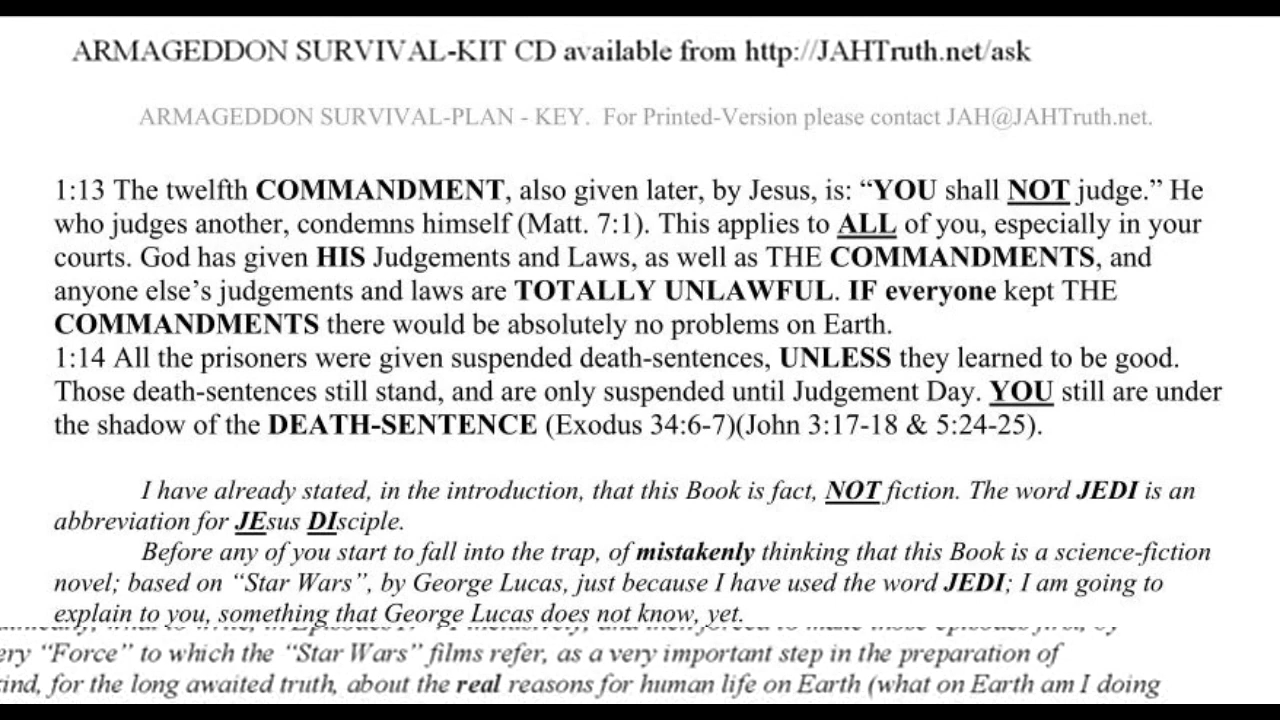 ARMAGEDDON SURVIVAL-KIT CD available from http://JAHTruth.net/ask
ARMAGEDDON SURVIVAL-PLAN - KEY. For Printed-Version please contact JAH@JAHTruth.net.
1:13 The twelfth COMMANDMENT, also given later, by Jesus, is: “YOU shall NOT judge.” He
who judges another, condemns himself (Matt. 7:1). This applies to ALL of you, especially in your
courts. God has given HIS Judgements and Laws, as well as THE COMMANDMENTS, and
anyone else’s judgements and laws are TOTALLY UNLAWFUL. IF everyone kept THE
COMMANDMENTS there would be absolutely no problems on Earth.
1:14 All the prisoners were given suspended death-sentences, UNLESS they learned to be good.
Those death-sentences still stand, and are only suspended until Judgement Day. YOU still are under
the shadow of the DEATH-SENTENCE (Exodus 34:6-7)(John 3:17-18 & 5:24-25).
I have already stated, in the introduction, that this Book is fact, NOT fiction. The word JEDI is an
abbreviation for JEsus DIsciple.
Before any of you start to fall into the trap, of mistakenly thinking that this Book is a science-fiction
novel; based on “Star Wars”, by George Lucas, just because I have used the word JEDI; I am going to
explain to you, something that George Lucas does not know, yet.
“Force” to which the “Star Wars” films refer, as a very important step in the preparation of
for the long awaited truth, about the real reasons for human life on Earth (what on Earth am I doing